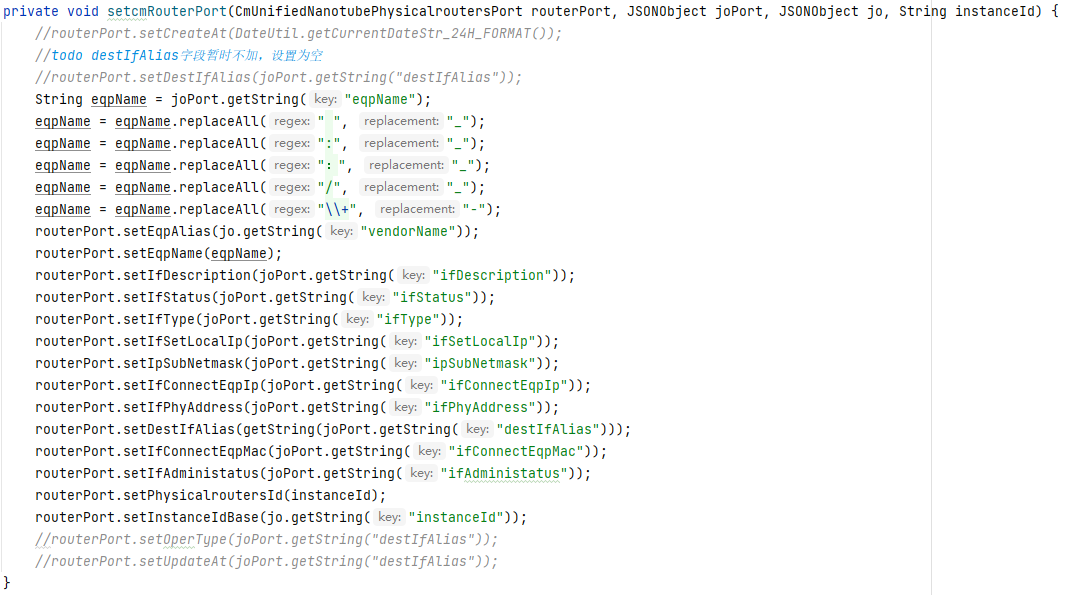 private void setcmRouterPort(CmUnifiedNanotubePhysicalroutersPort routerPort, JSONObject joPort, JSONObject jo, String instanceId) {
//routerPort.setCreateAt(DateUtil.getCurrentDateStr_24H_FORMAT());
//todo destIfAlias字段暂时不加，设置为空
//routerPort.setDestIfAlias(joPort.getString("destIfAlias"));
String eqpName = joPort.getString( key: "eqpName");
eqpName = eqpName.replaceAll( regex: " ", replacement: "_");
eqpName = eqpName.replaceAll( regex: ":", replacement: "_");
eqpName = eqpName.replaceAll( regex: "：", replacement: "_");
eqpName = eqpName.replaceAll( regex: "/", replacement: "_");
eqpName = eqpName.replaceAll( regex: "\\+", replacement: "-");
routerPort.setEqpAlias(jo.getString( key: "vendorName"));
routerPort.setEqpName(eqpName);
routerPort.setIfDescription(joPort.getString( key: "ifDescription"));
routerPort.setIfStatus(joPort.getString( key: "ifStatus"));
routerPort.setIfType(joPort.getString( key: "ifType"));
routerPort.setIfSetLocalIp(joPort.getString( key: "ifSetLocalIp"));
routerPort.setIpSubNetmask(joPort.getString( key: "ipSubNetmask"));
routerPort.setIfConnectEqpIp(joPort.getString( key: "ifConnectEqpIp"));
routerPort.setIfPhyAddress(joPort.getString( key: "ifPhyAddress"));
routerPort.setDestIfAlias(getString(joPort.getString( key: "destIfAlias")));
routerPort.setIfConnectEqpMac(joPort.getString( key: "ifConnectEqpMac"));
routerPort.setIfAdministatus(joPort.getString( key: "ifAdministatus"));
routerPort.setPhysicalroutersId(instanceId);
routerPort.setInstanceIdBase(jo.getString( key: "instanceId"));
//routerPort.setOperType(joPort.getString("destIfAlias"));
//routerPort.setUpdateAt(joPort.getString("destIfAlias"));
}